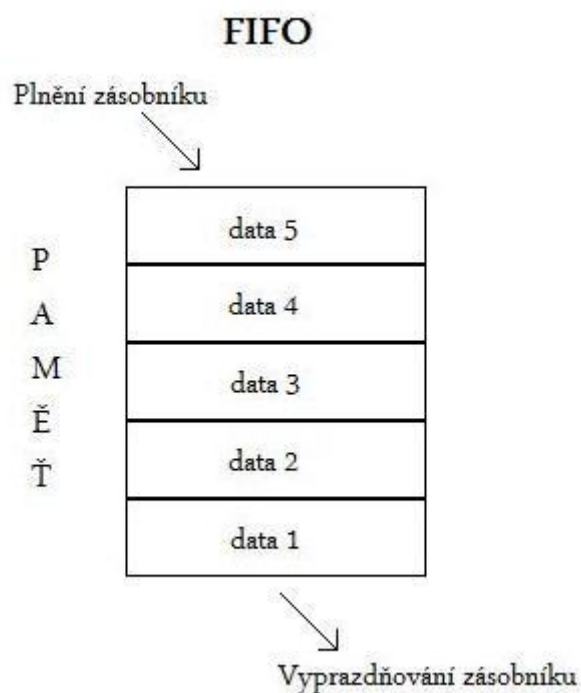 FIFO
Plnění zásobníku
data 5
data 4
data 3
data 2
data 1
P
A
M
Ě
Ť
Vyprazdňování zásobníku